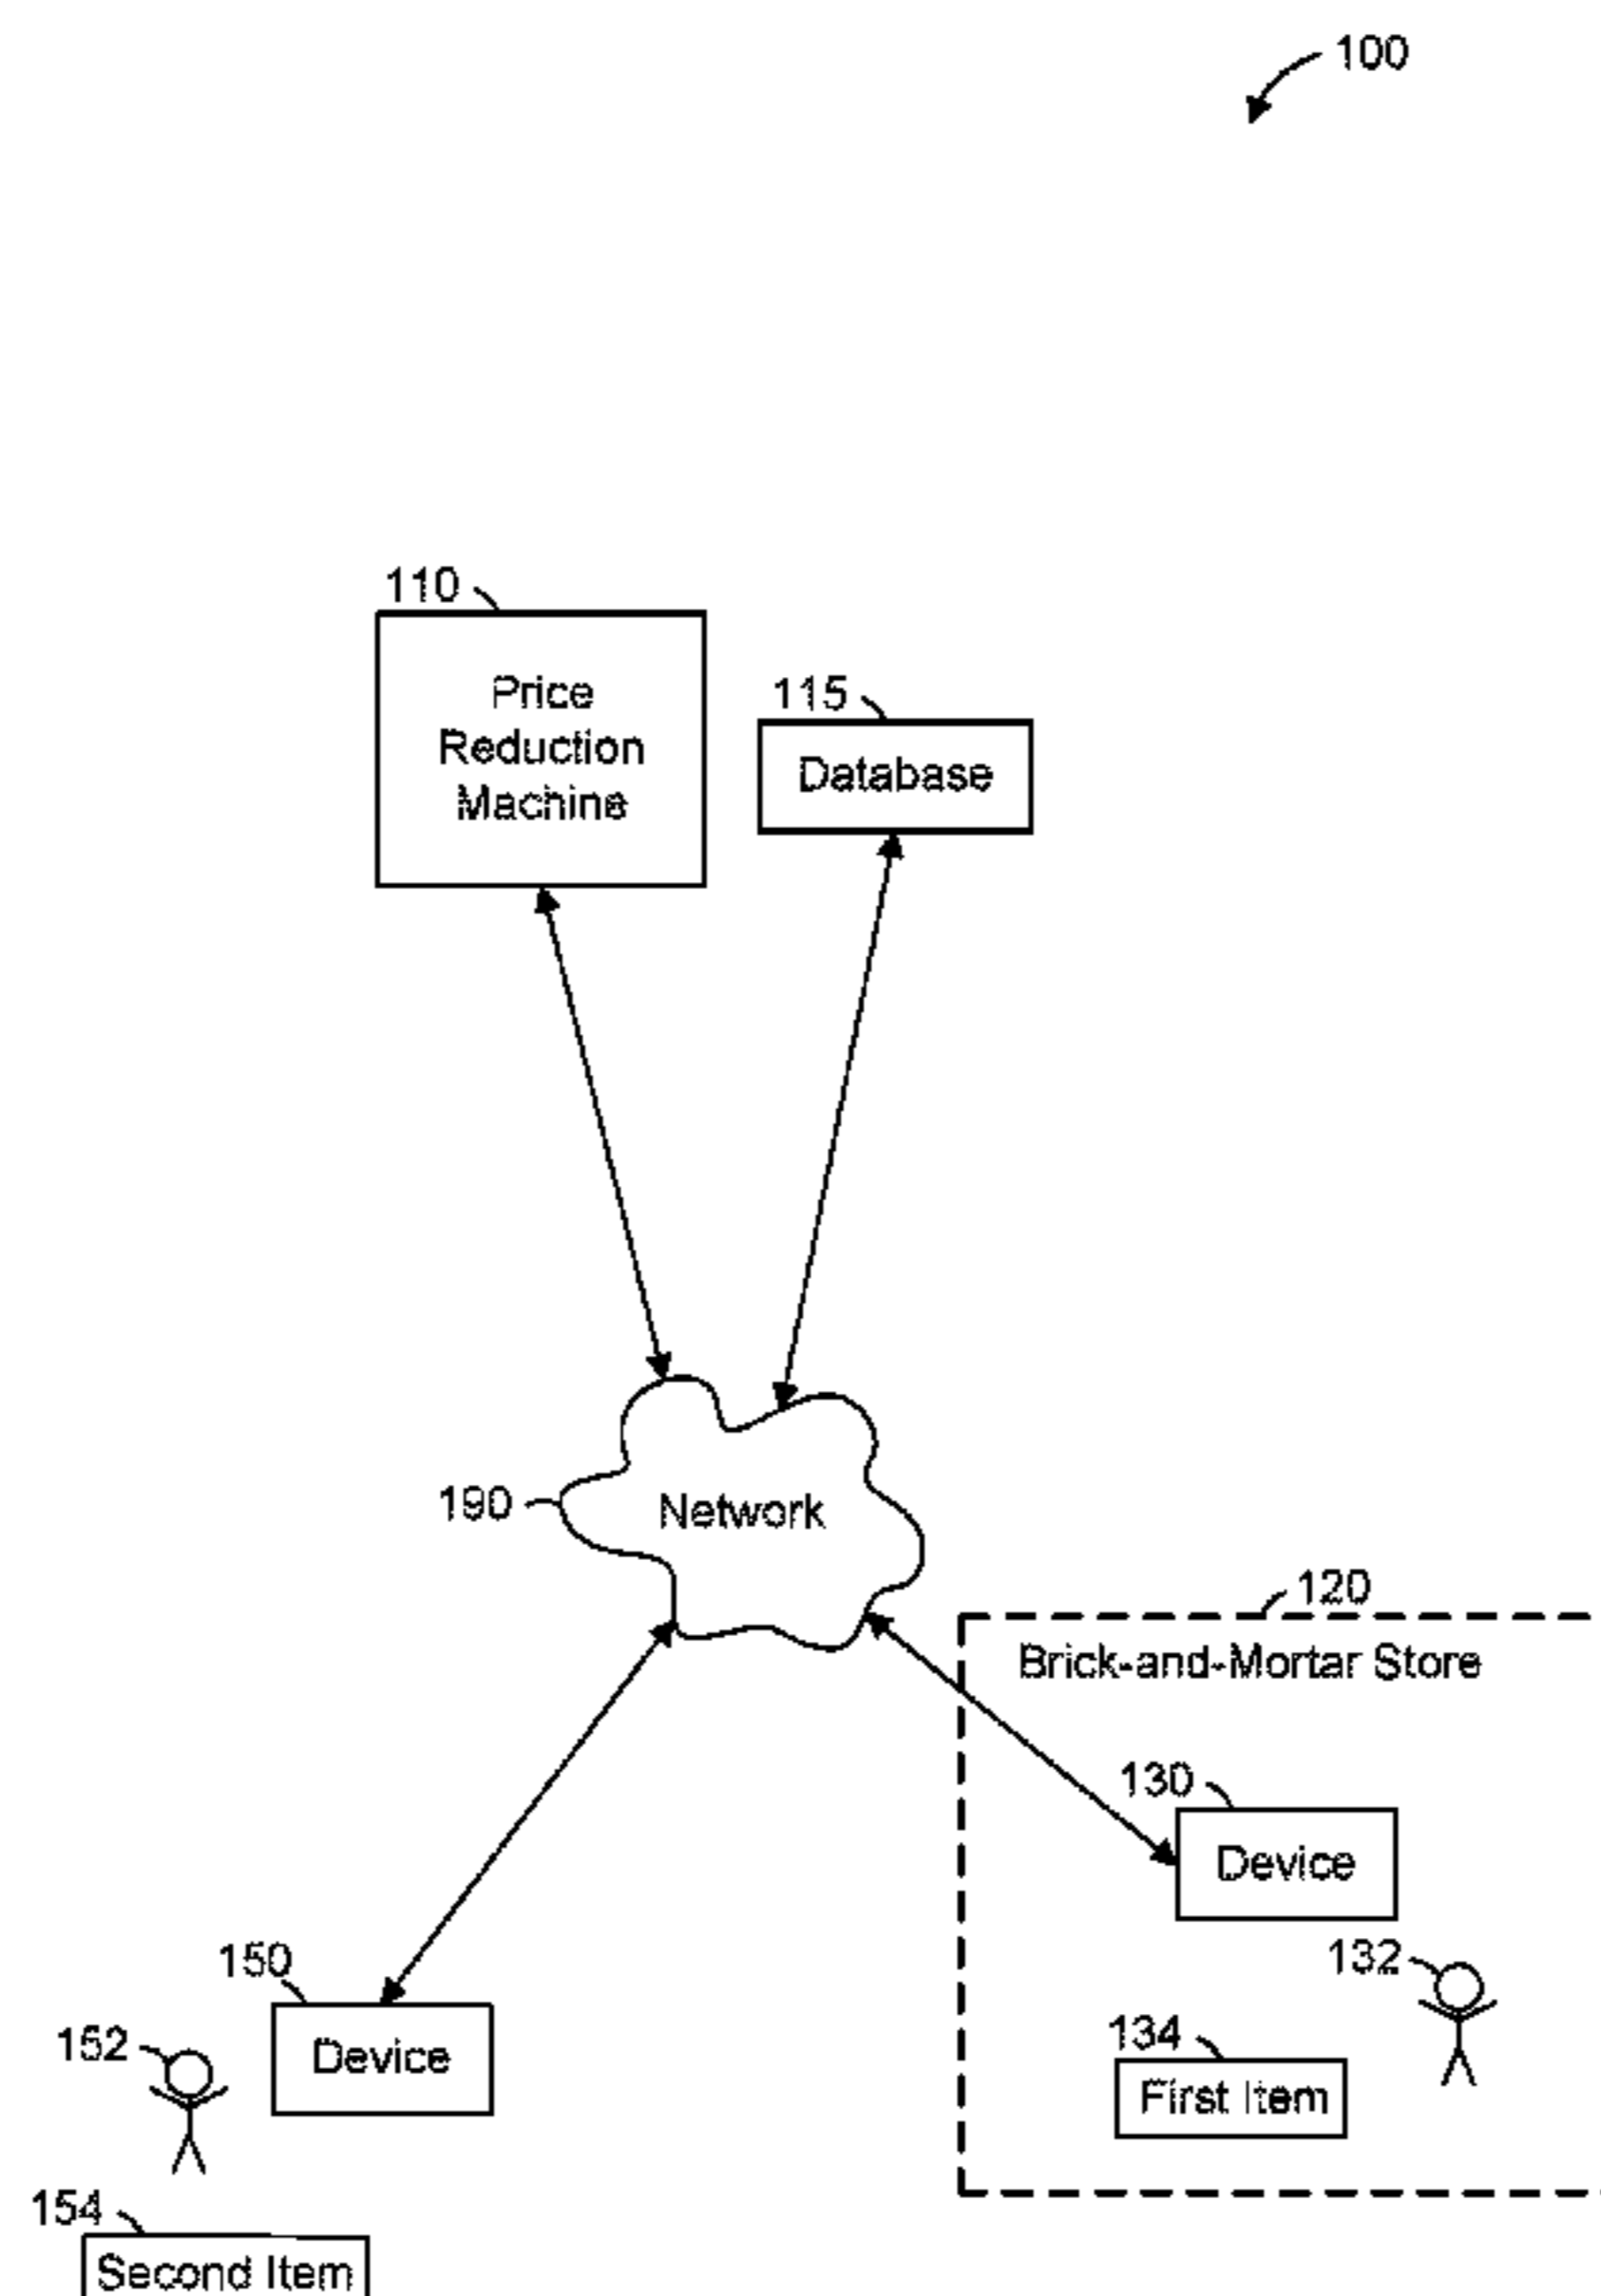 100
110
Price
Reduction
Machine
115
Database
190
Network
120
Brick-and-Mortar Store
130
Device
132
134
First Item
150
Device
152
154
Second Item